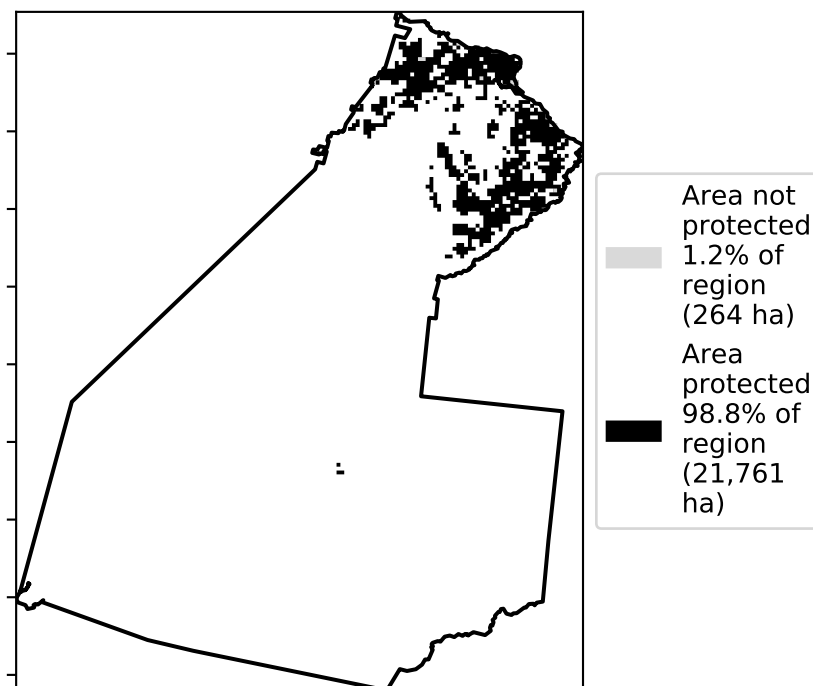 Area not
protected
1.2% of
region
(264 ha)
Area
protected
98.8% of
region
(21,761
ha)